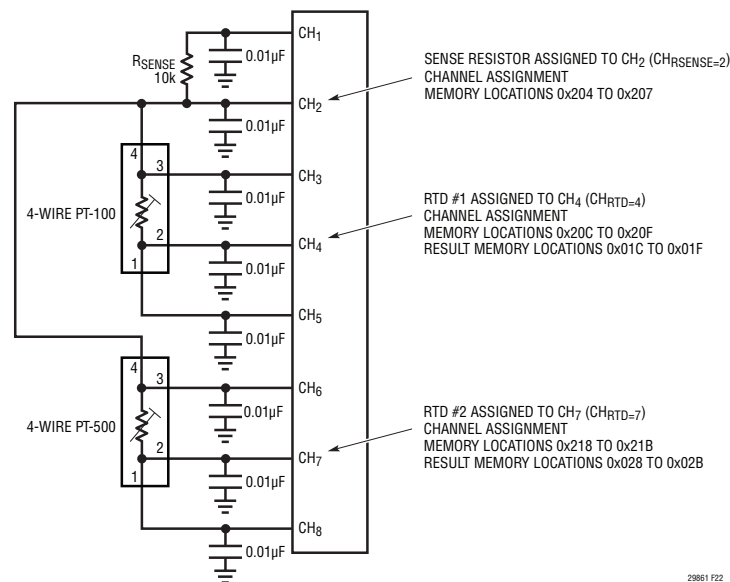 CH1
0.01µF
RSENSE
10k
SENSE RESISTOR ASSIGNED TO CH2 (CHRSENSE=2)
CHANNEL ASSIGNMENT
MEMORY LOCATIONS 0x204 TO 0x207
CH2
0.01µF
4
3
CH3
0.01µF
4-WIRE PT-100
2
CH4
0.01µF
1
RTD #1 ASSIGNED TO CH4 (CHRTD=4)
CHANNEL ASSIGNMENT
MEMORY LOCATIONS 0x20C TO 0x20F
RESULT MEMORY LOCATIONS 0x01C TO 0x01F
CH5
0.01µF
4
3
CH6
0.01µF
4-WIRE PT-500
2
CH7
0.01µF
1
RTD #2 ASSIGNED TO CH7 (CHRTD=7)
CHANNEL ASSIGNMENT
MEMORY LOCATIONS 0x218 TO 0x21B
RESULT MEMORY LOCATIONS 0x028 TO 0x02B
CH8
0.01µF
29861 F22